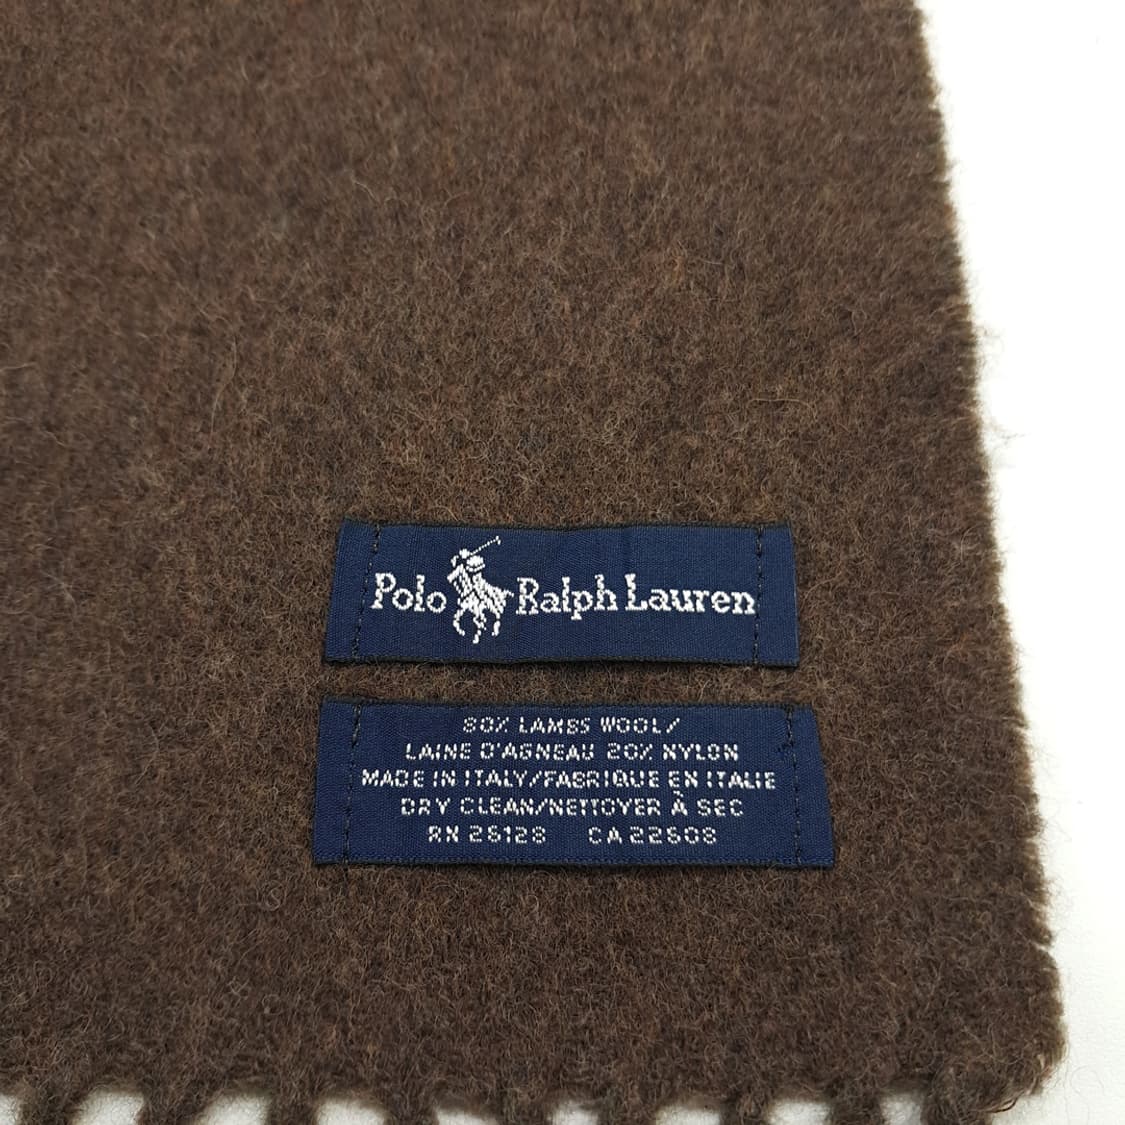 Polo Ralph Lauren
80% LAMBS WOOL/
LAINE D'AGNEAU 20% NYLON
MADE IN ITALY/FABRIQUE EN ITALIE
DRY CLEAN/NETTOYER À SEC
RN 26128 CA 22608